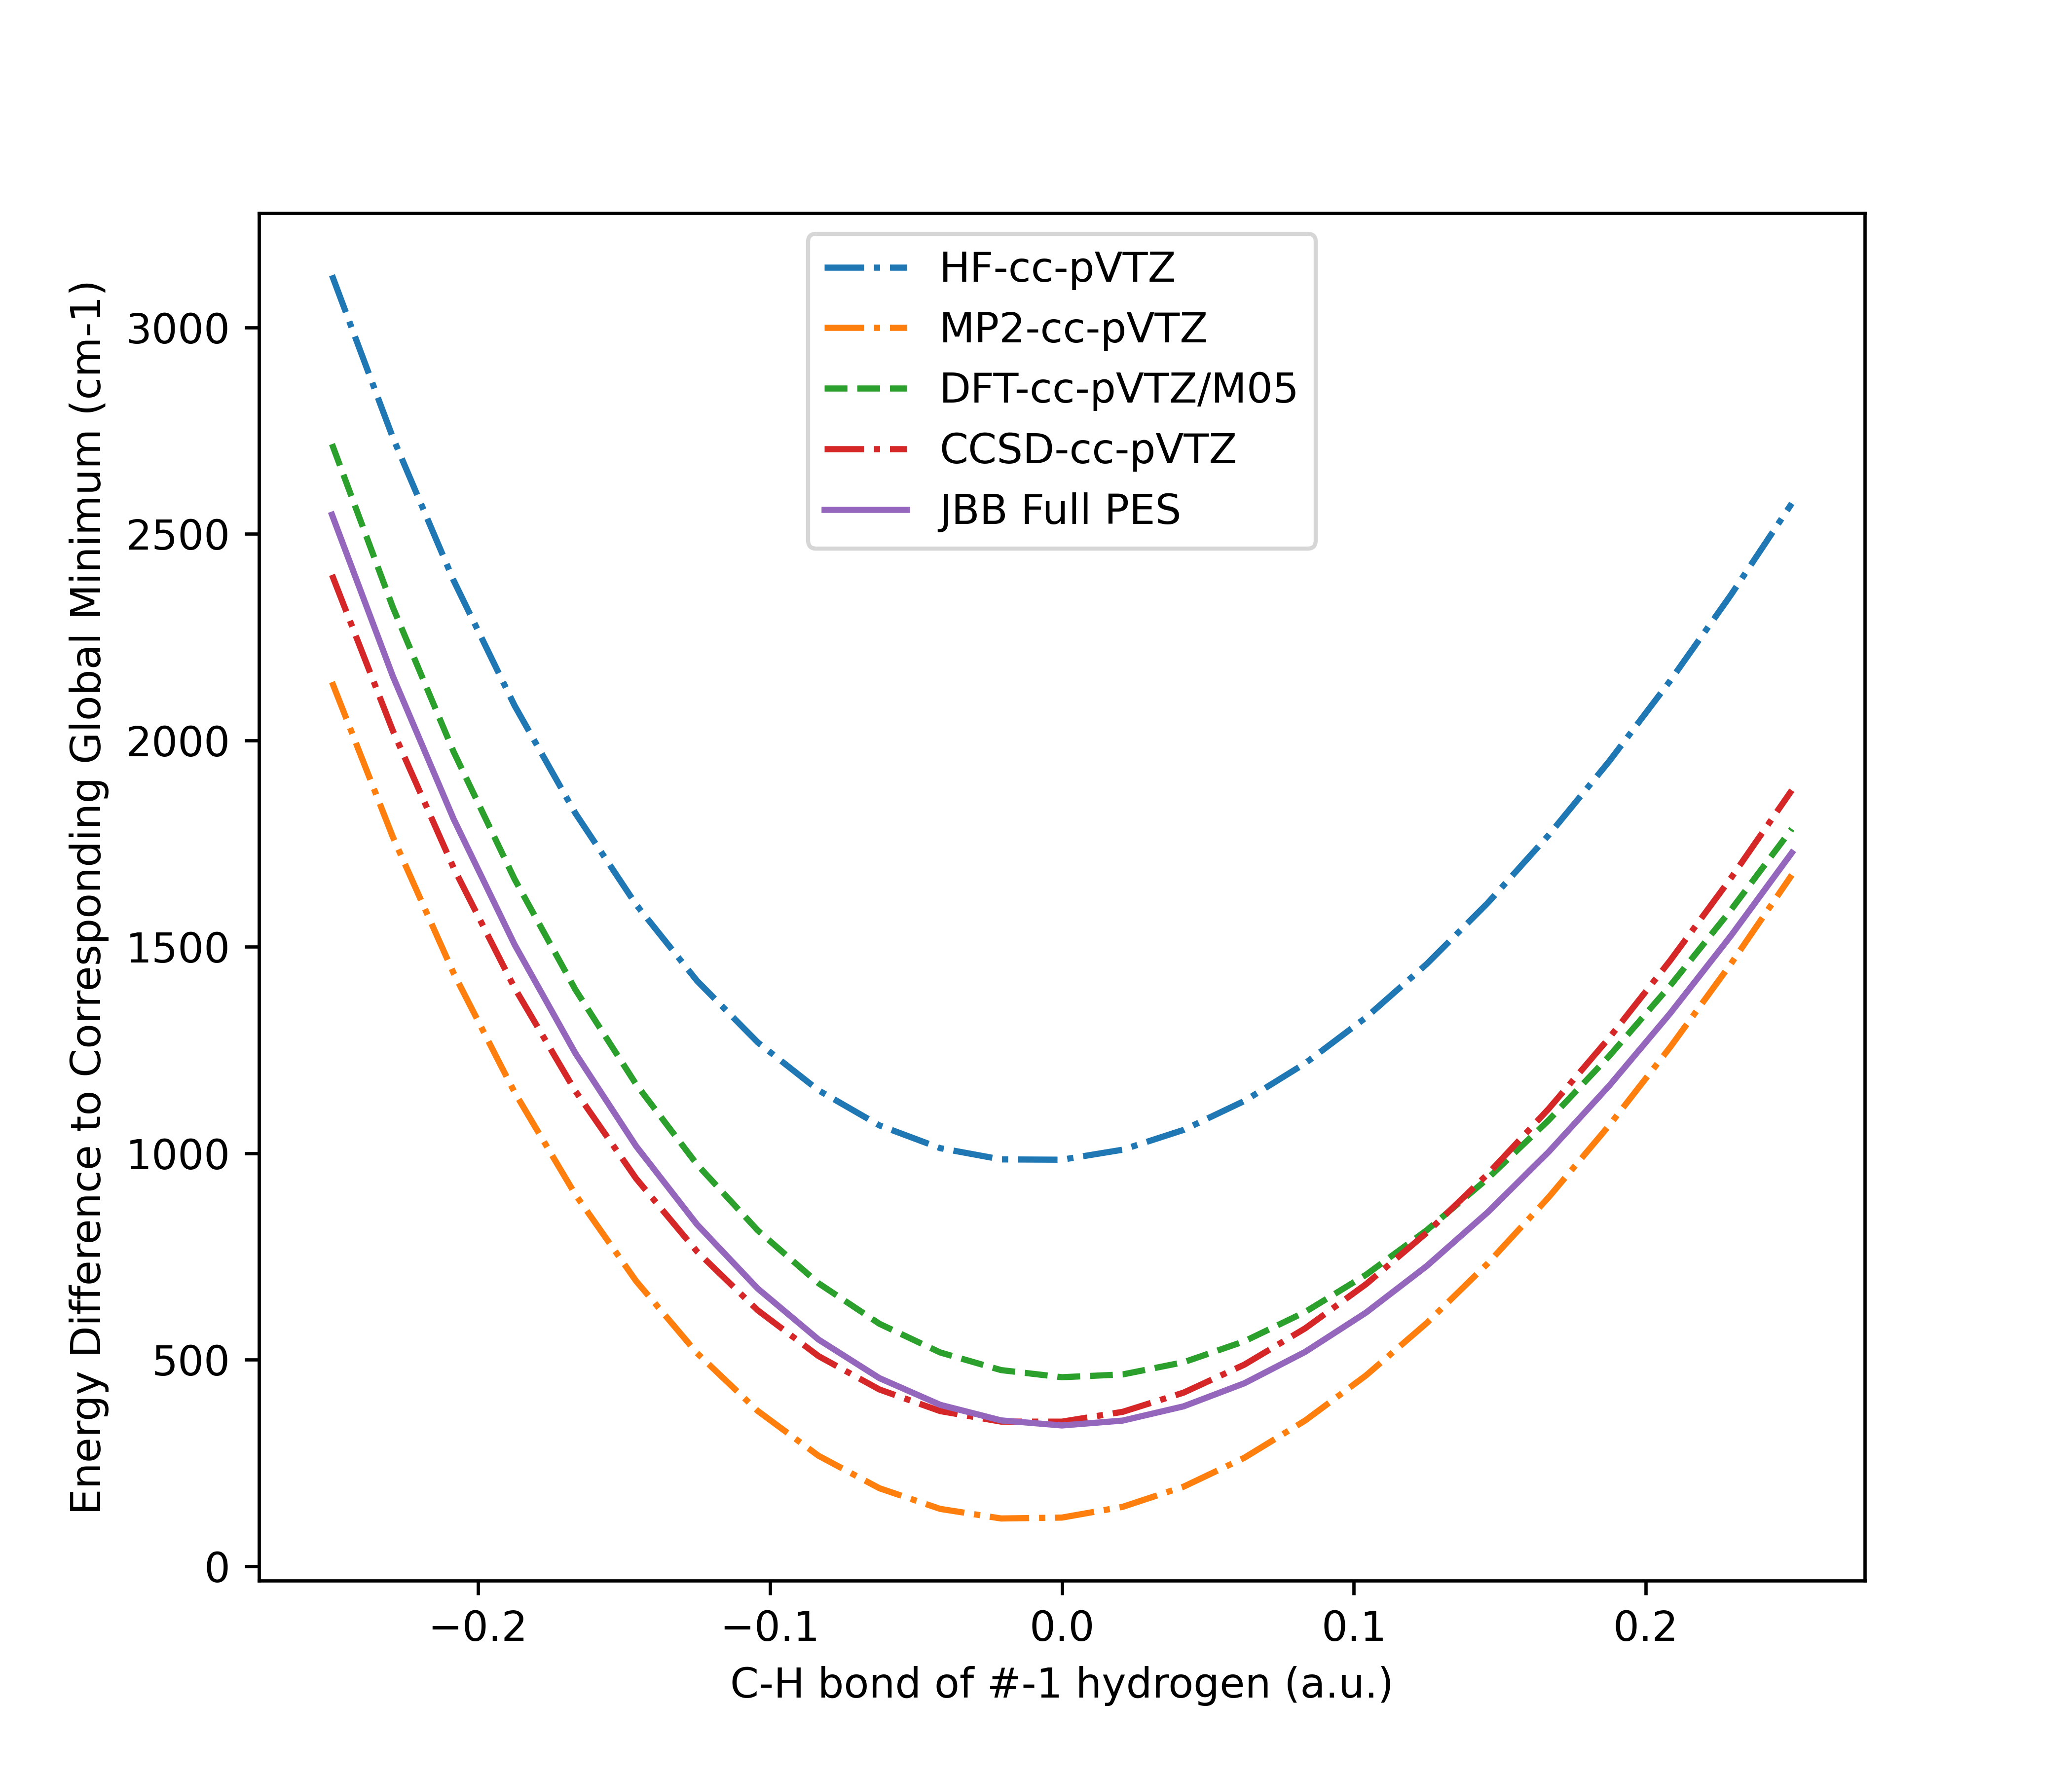 HF-cc-pVTZ
MP2-cc-pVTZ
DFT-cc-pVTZ/M05
CCSD-cc-pVTZ
JBB Full PES
Energy Difference to Corresponding Global Minimum (cm-1)
3000
2500
2000
1500
1000
500
0
−0.2 −0.1 0.0 0.1 0.2
C-H bond of #-1 hydrogen (a.u.)